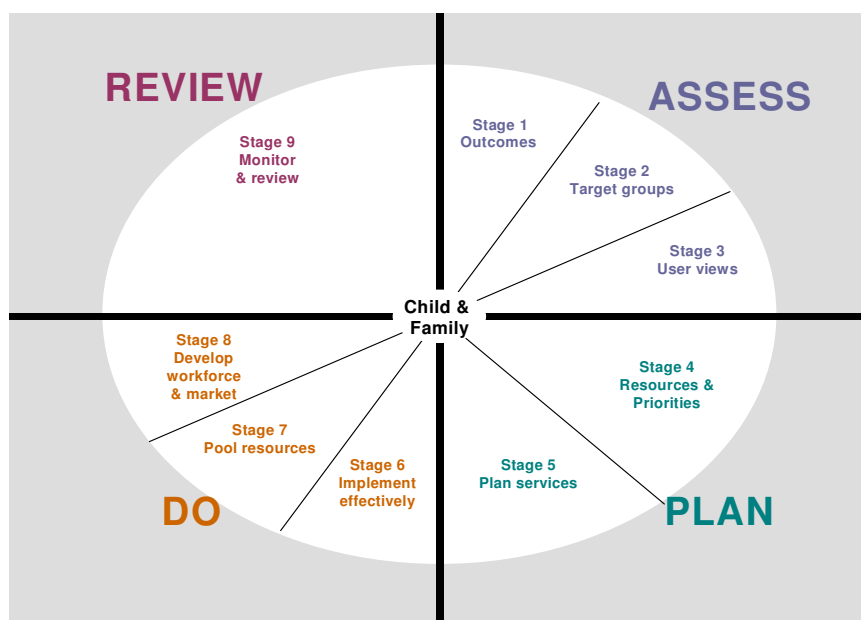 REVIEW
ASSESS
Stage 1
Outcomes
Stage 9
Monitor
& review
Stage 2
Target groups
Stage 3
User views
Child &
Family
Stage 8
Develop
workforce
& market
Stage 4
Resources &
Priorities
Stage 7
Pool resources
Stage 6
Implement
effectively
Stage 5
Plan services
DO
PLAN